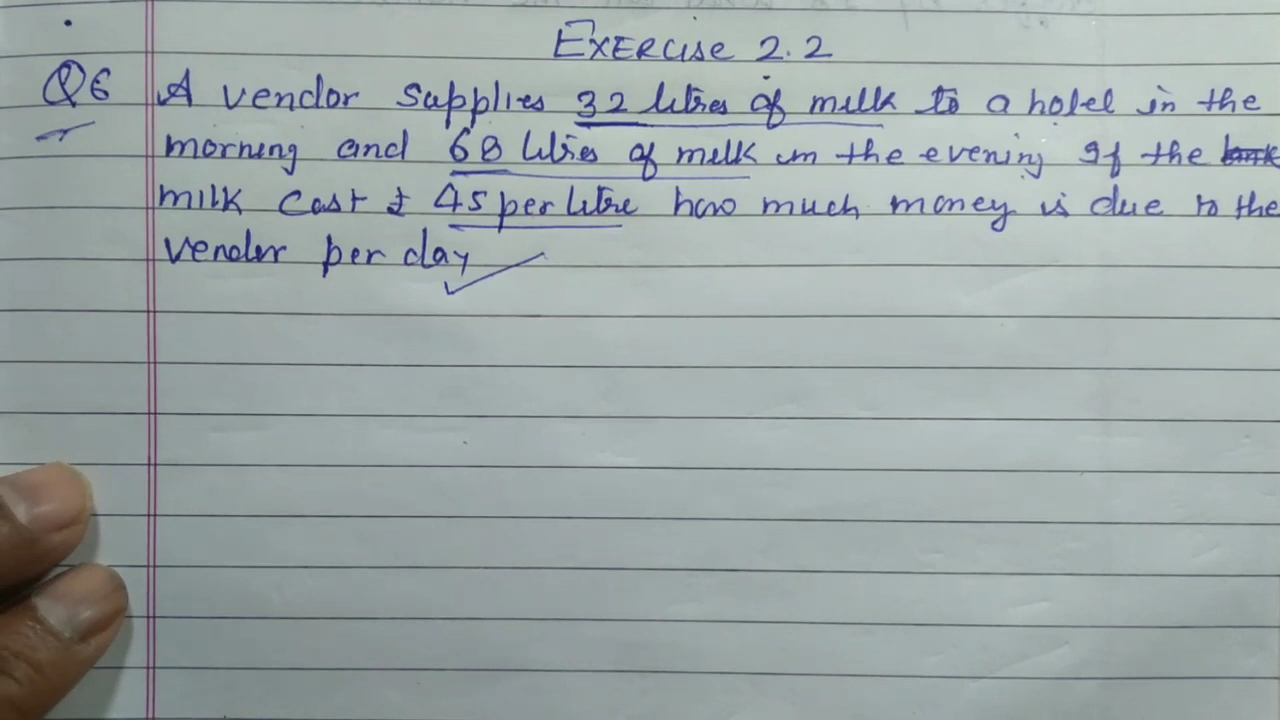 Exercise 2.2
Q6 A vendor supplies 32 litres of milk to a hotel in the
morning and 68 litres of milk in the evening If the
milk cost ₹ 45 per litre how much money is due to the
vendor per day